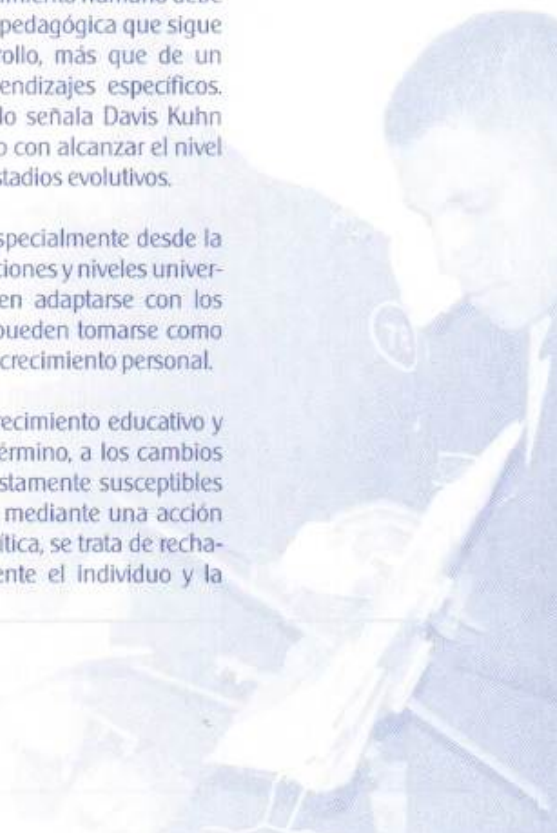 pedagógica que sigue
rollo, más que de un
endizajes específicos.
lo señala Davis Kuhn
o con alcanzar el nivel
stadios evolutivos.
specialmente desde la
ciones y niveles univer-
en adaptarse con los
pueden tomarse como
crecimiento personal.
recimiento educativo y
érmino, a los cambios
stamente susceptibles
mediante una acción
ítica, se trata de recha-
ente el individuo y la